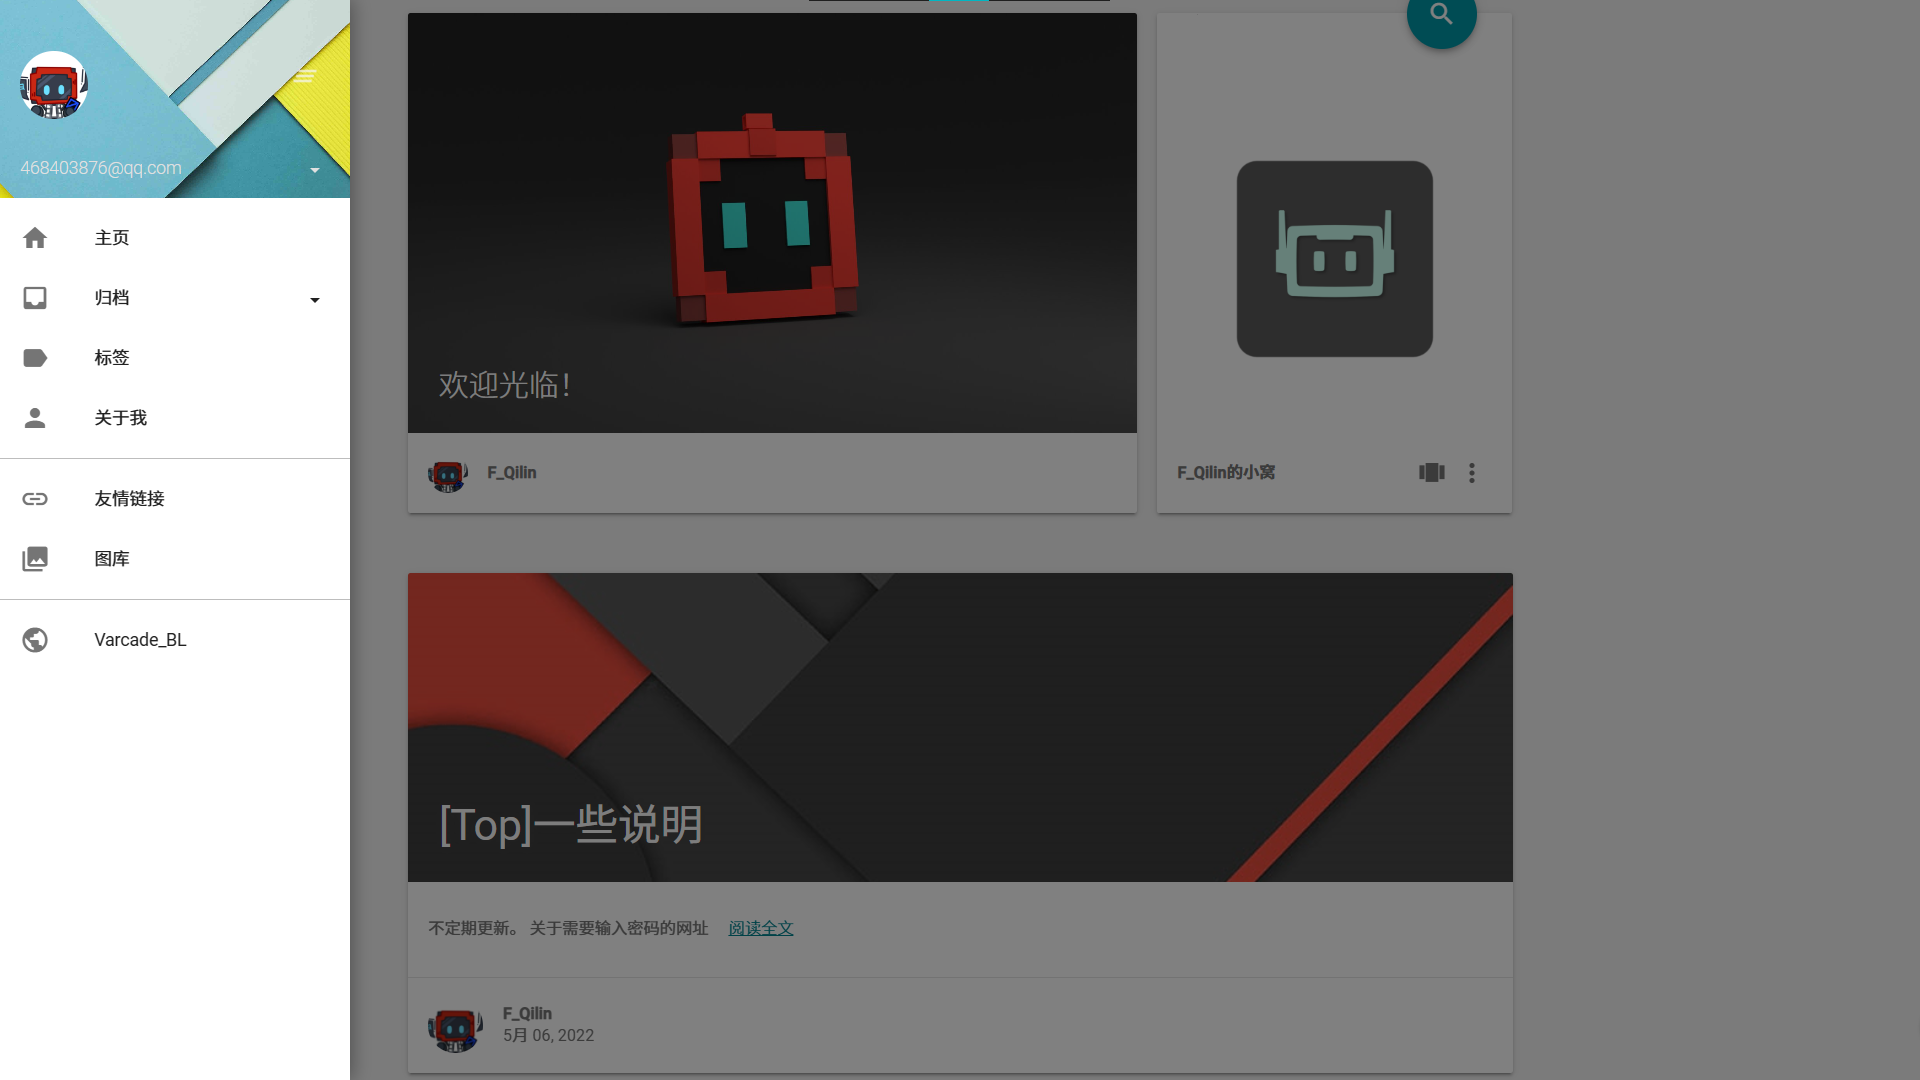 468403876@qq.com
主页
归档
标签
关于我
友情链接
图库
Varcade_BL
欢迎光临！
F_Qilin
F_Qilin的小窝
[Top]一些说明
不定期更新。 关于需要输入密码的网址 阅读全文
F_Qilin
5月 06, 2022